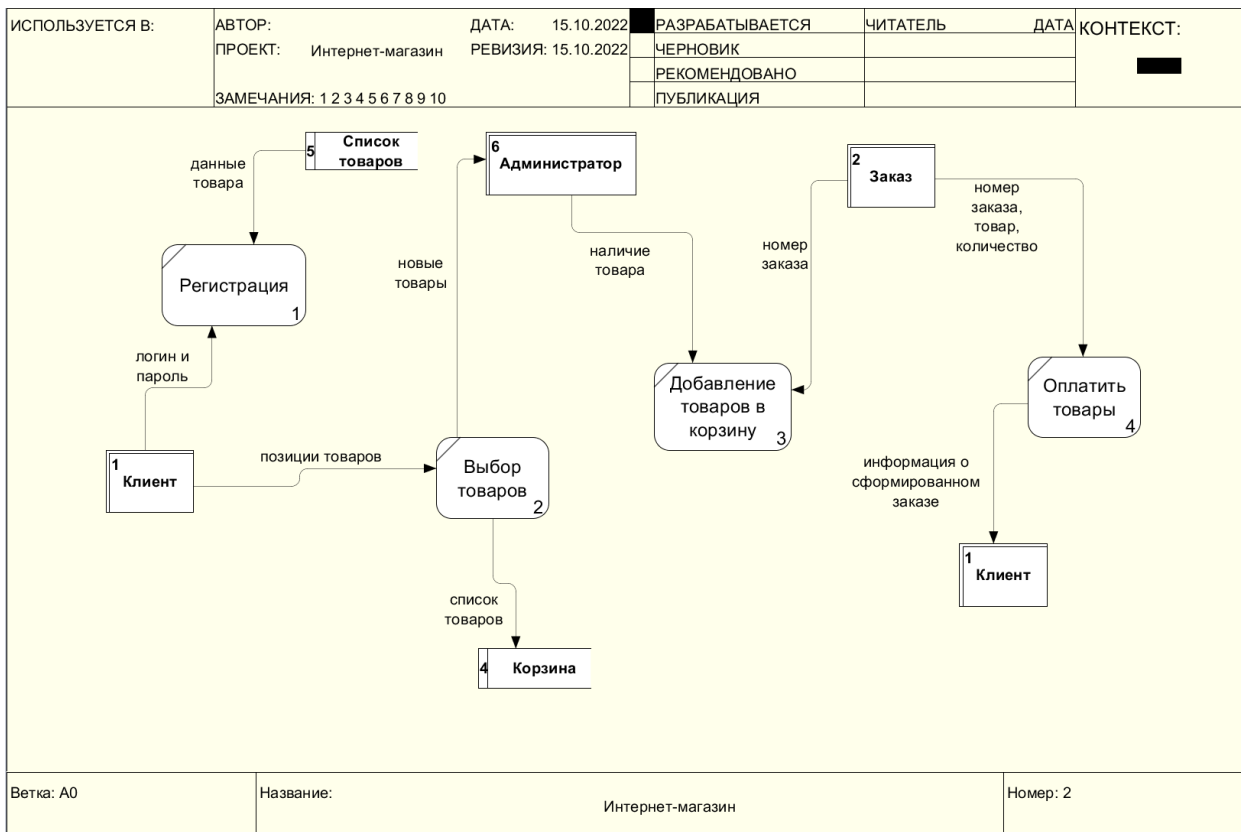 ИСПОЛЬЗУЕТСЯ В:
АВТОР:
ДАТА: 15.10.2022
ПРОЕКТ: Интернет-магазин
РЕВИЗИЯ: 15.10.2022
ЗАМЕЧАНИЯ: 1 2 3 4 5 6 7 8 9 10
РАЗРАБАТЫВАЕТСЯ
ЧЕРНОВИК
РЕКОМЕНДОВАНО
ПУБЛИКАЦИЯ
ЧИТАТЕЛЬ
ДАТА
КОНТЕКСТ:
5
Список
товаров
данные
товара
6
Администратор
2
Заказ
номер
заказа,
товар,
количество
наличие
товара
номер
заказа
новые
товары
Регистрация
1
логин и
пароль
Добавление
товаров в
корзину
3
Оплатить
товары
4
1
Клиент
позиции товаров
Выбор
товаров
2
информация о
сформированном
заказе
1
Клиент
список
товаров
4
Корзина
Ветка: A0
Название:
Интернет-магазин
Номер: 2